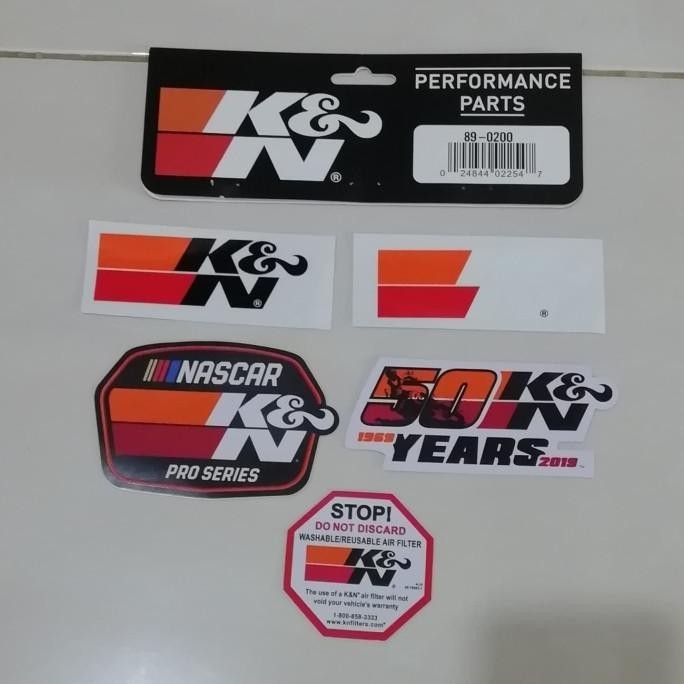 K&N®
PERFORMANCE
PARTS
89-0200
0 24844 02254 7
K&N®
®
NASCAR
K&N
PRO SERIES
50 K&N
1969 YEARS 2019™
STOP!
DO NOT DISCARD
WASHABLE/REUSABLE AIR FILTER
K&N®
The use of a K&N® air filter will not
void your vehicle's warranty
1-800-858-3333
www.knfilters.com®